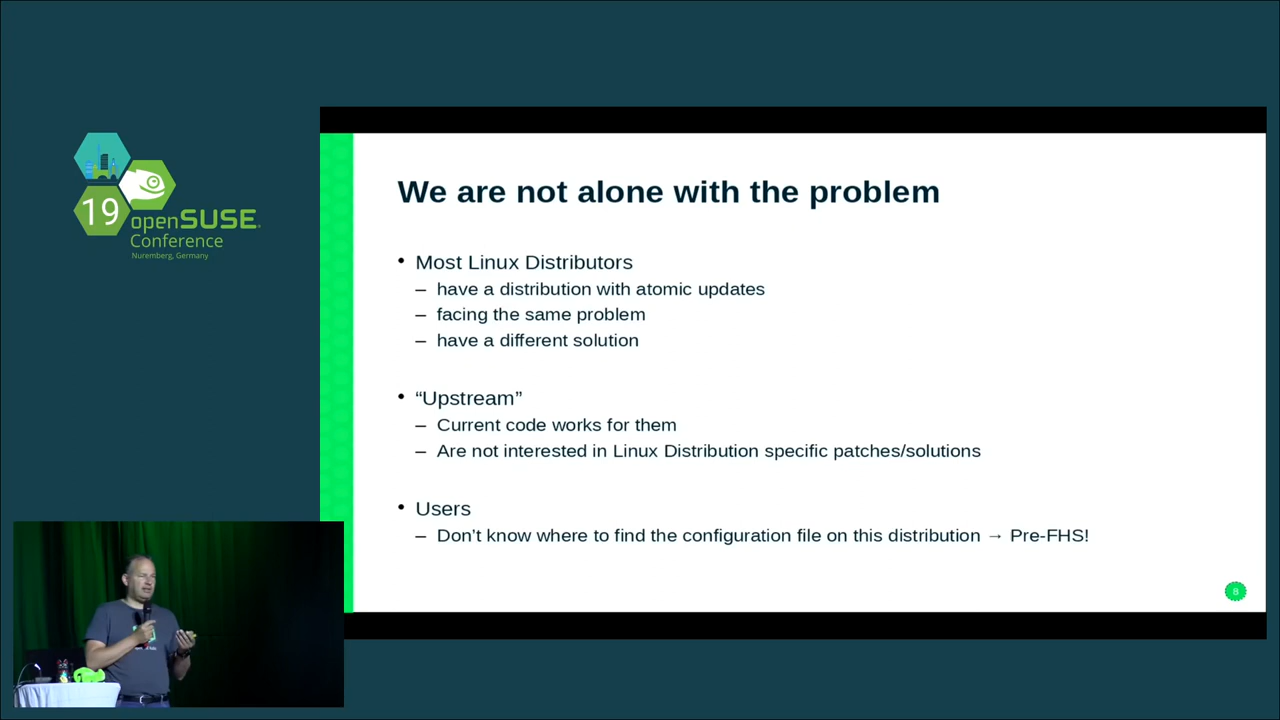 19
openSUSE
Conference
Nuremberg, Germany
We are not alone with the problem
• Most Linux Distributors
– have a distribution with atomic updates
– facing the same problem
– have a different solution
• “Upstream”
– Current code works for them
– Are not interested in Linux Distribution specific patches/solutions
• Users
– Don’t know where to find the configuration file on this distribution → Pre-FHS!
8